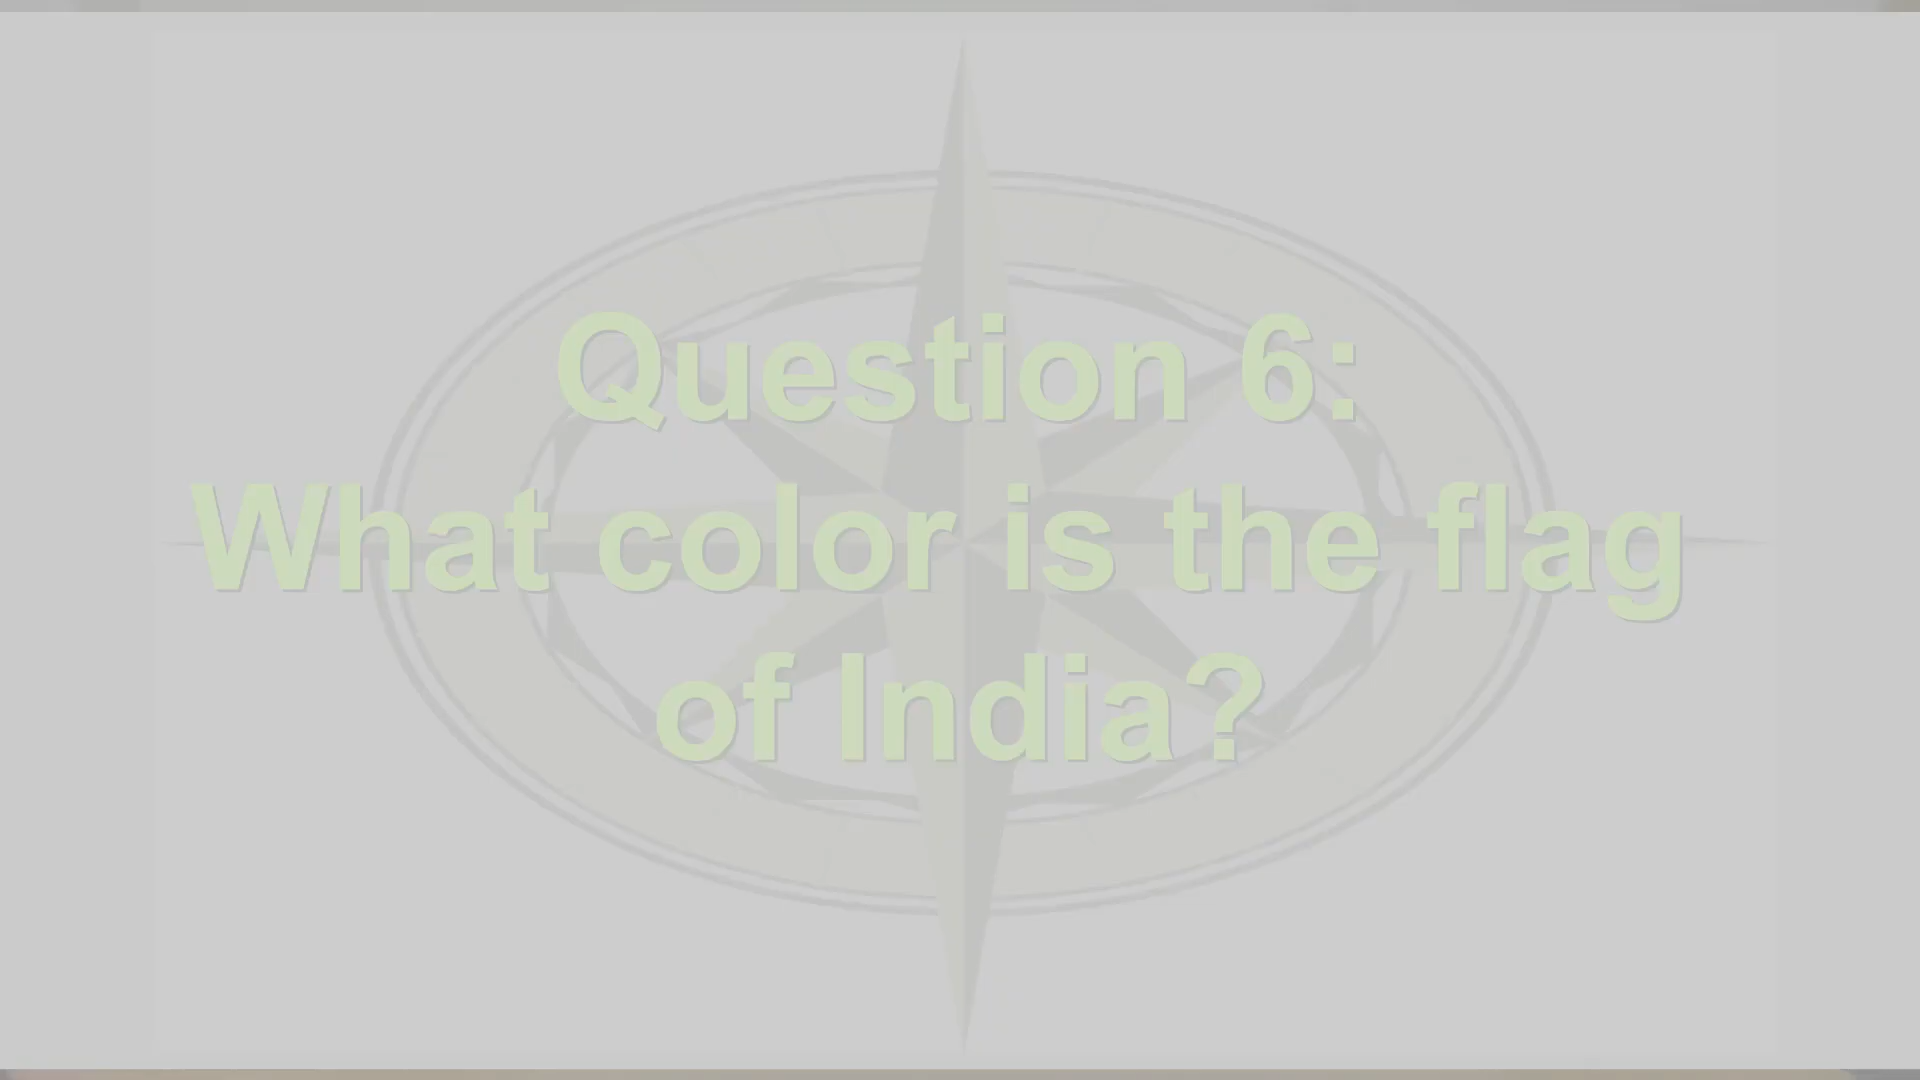 Question 6:
What color is the flag
of India?